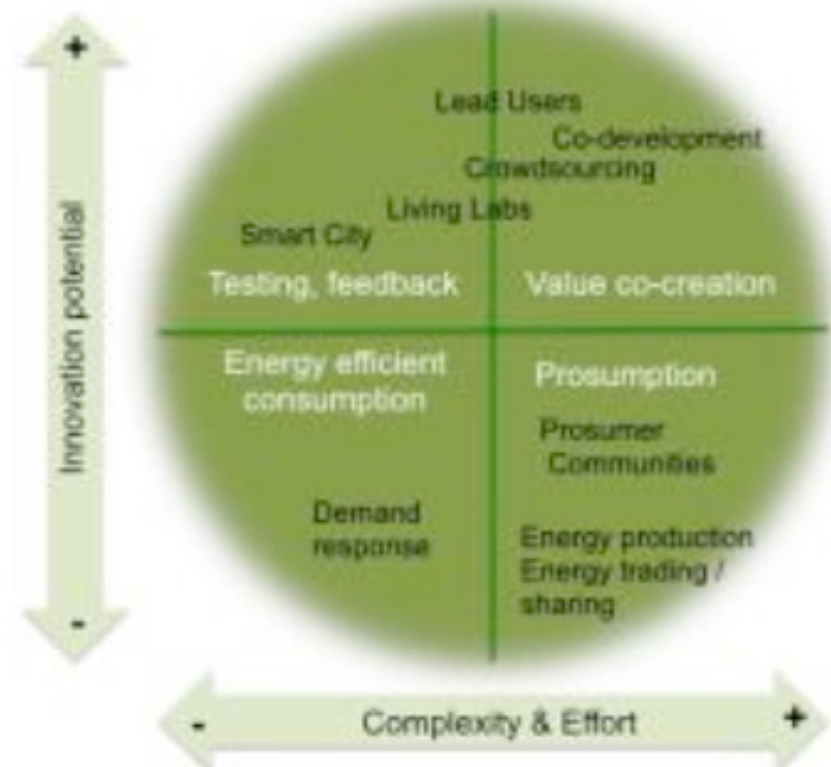 +
Lead Users
Co-development
Crowdsourcing
Living Labs
Smart City
Testing, feedback
Value co-creation
Innovation potential
Energy efficient
consumption
Prosumption
Prosumer
Communities
Demand
response
Energy production
Energy trading /
sharing
-
- Complexity & Effort +